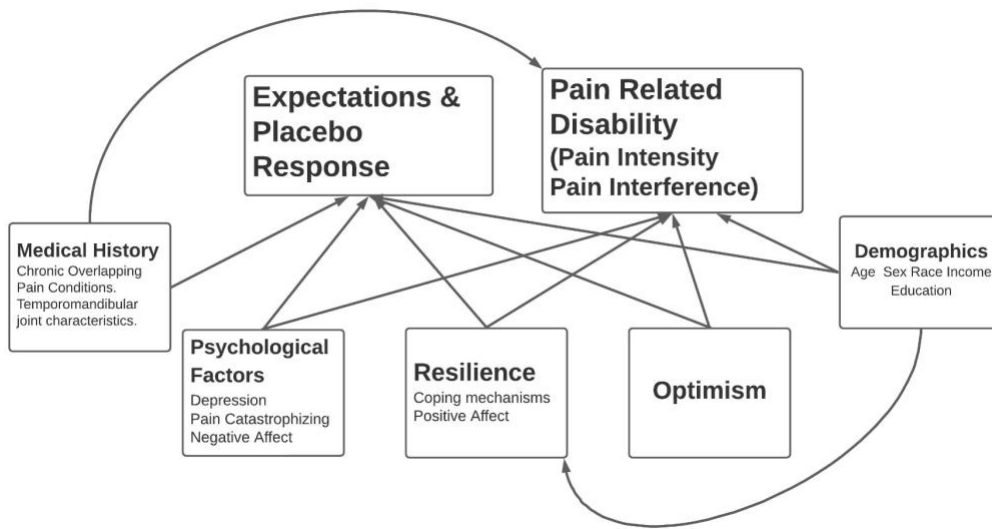 Expectations &
Placebo
Response
Pain Related
Disability
(Pain Intensity
Pain Interference)
Medical History
Chronic Overlapping
Pain Conditions.
Temporomandibular
joint characteristics.
Demographics
Age  Sex Race Income
Education
Psychological
Factors
Depression
Pain Catastrophizing
Negative Affect
Resilience
Coping mechanisms
Positive Affect
Optimism